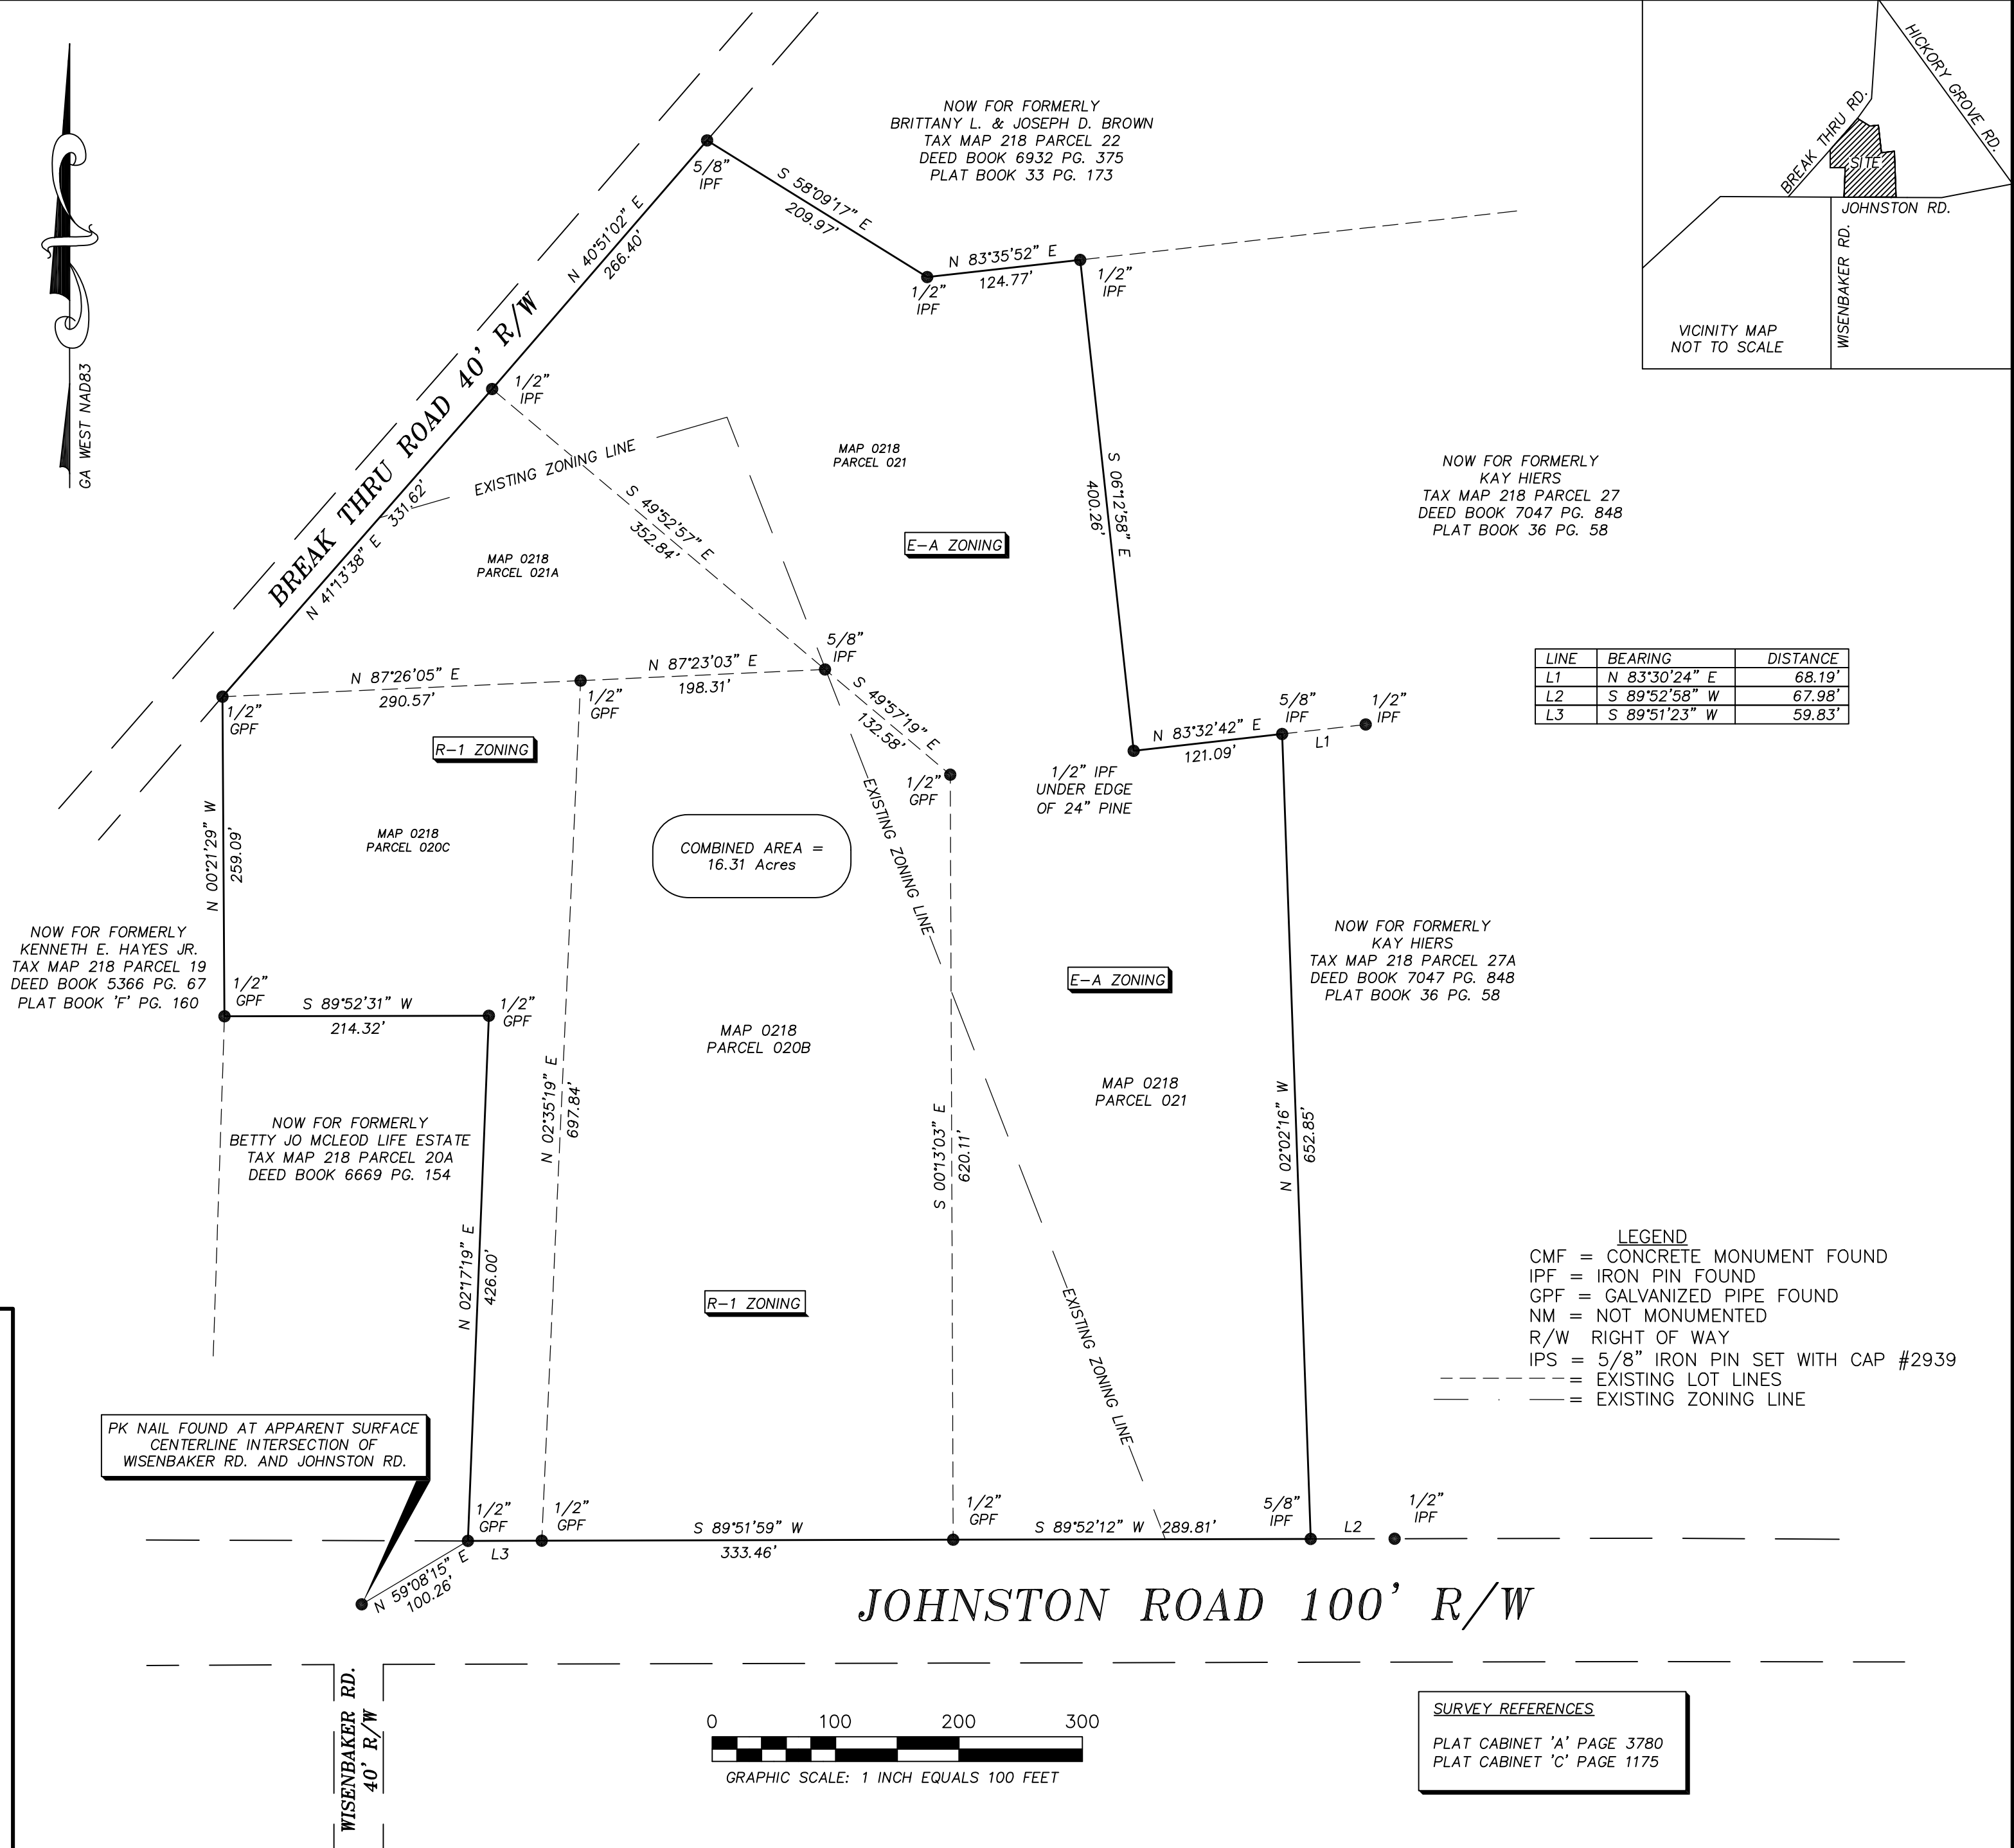 NOW FOR FORMERLY
BRITTANY L. & JOSEPH D. BROWN
TAX MAP 218 PARCEL 22
DEED BOOK 6932 PG. 375
PLAT BOOK 33 PG. 173
HICKORY GROVE RD.
BREAK THRU RD.
SITE
JOHNSTON RD.
WISENBAKER RD.
VICINITY MAP
NOT TO SCALE
GA WEST NAD83
5/8"
IPF
S 58°09'17" E
209.97'
N 40°51'02" E
266.40'
N 83°35'52" E
124.77'
1/2"
IPF
1/2"
IPF
BREAK THRU ROAD 40' R/W
1/2"
IPF
EXISTING ZONING LINE
MAP 0218
PARCEL 021
S 06°12'58" E
400.26'
NOW FOR FORMERLY
KAY HIERS
TAX MAP 218 PARCEL 27
DEED BOOK 7047 PG. 848
PLAT BOOK 36 PG. 58
N 41°13'38" E
331.62'
S 49°52'57" E
352.84'
E-A ZONING
MAP 0218
PARCEL 021A
5/8"
IPF
N 87°26'05" E
290.57'
N 87°23'03" E
198.31'
1/2"
GPF
1/2"
GPF
S 49°57'19" E
132.58'
LINE BEARING DISTANCE
L1 N 83°30'24" E 68.19'
L2 S 89°52'58" W 67.98'
L3 S 89°51'23" W 59.83'
5/8"
IPF
1/2"
IPF
N 83°32'42" E
121.09'
L1
R-1 ZONING
1/2"
GPF
1/2" IPF
UNDER EDGE
OF 24" PINE
EXISTING ZONING LINE
N 00°21'29" W
259.09'
MAP 0218
PARCEL 020C
COMBINED AREA =
16.31 Acres
NOW FOR FORMERLY
KENNETH E. HAYES JR.
TAX MAP 218 PARCEL 19
DEED BOOK 5366 PG. 67
PLAT BOOK 'F' PG. 160
1/2"
GPF
S 89°52'31" W
214.32'
1/2"
GPF
NOW FOR FORMERLY
KAY HIERS
TAX MAP 218 PARCEL 27A
DEED BOOK 7047 PG. 848
PLAT BOOK 36 PG. 58
E-A ZONING
MAP 0218
PARCEL 020B
MAP 0218
PARCEL 021
N 02°35'19" E
697.84'
S 00°13'03" E
620.11'
N 02°02'16" W
652.85'
NOW FOR FORMERLY
BETTY JO MCLEOD LIFE ESTATE
TAX MAP 218 PARCEL 20A
DEED BOOK 6669 PG. 154
N 02°17'19" E
426.00'
R-1 ZONING
EXISTING ZONING LINE
LEGEND
CMF = CONCRETE MONUMENT FOUND
IPF = IRON PIN FOUND
GPF = GALVANIZED PIPE FOUND
NM = NOT MONUMENTED
R/W RIGHT OF WAY
IPS = 5/8" IRON PIN SET WITH CAP #2939
= EXISTING LOT LINES
= EXISTING ZONING LINE
PK NAIL FOUND AT APPARENT SURFACE
CENTERLINE INTERSECTION OF
WISENBAKER RD. AND JOHNSTON RD.
1/2"
GPF
1/2"
GPF
1/2"
GPF
5/8"
IPF
1/2"
IPF
L3
S 89°51'59" W
333.46'
S 89°52'12" W 289.81'
L2
N 59°08'15" E
100.26'
JOHNSTON ROAD 100' R/W
WISENBAKER RD.
40' R/W
0 100 200 300
GRAPHIC SCALE: 1 INCH EQUALS 100 FEET
SURVEY REFERENCES
PLAT CABINET 'A' PAGE 3780
PLAT CABINET 'C' PAGE 1175